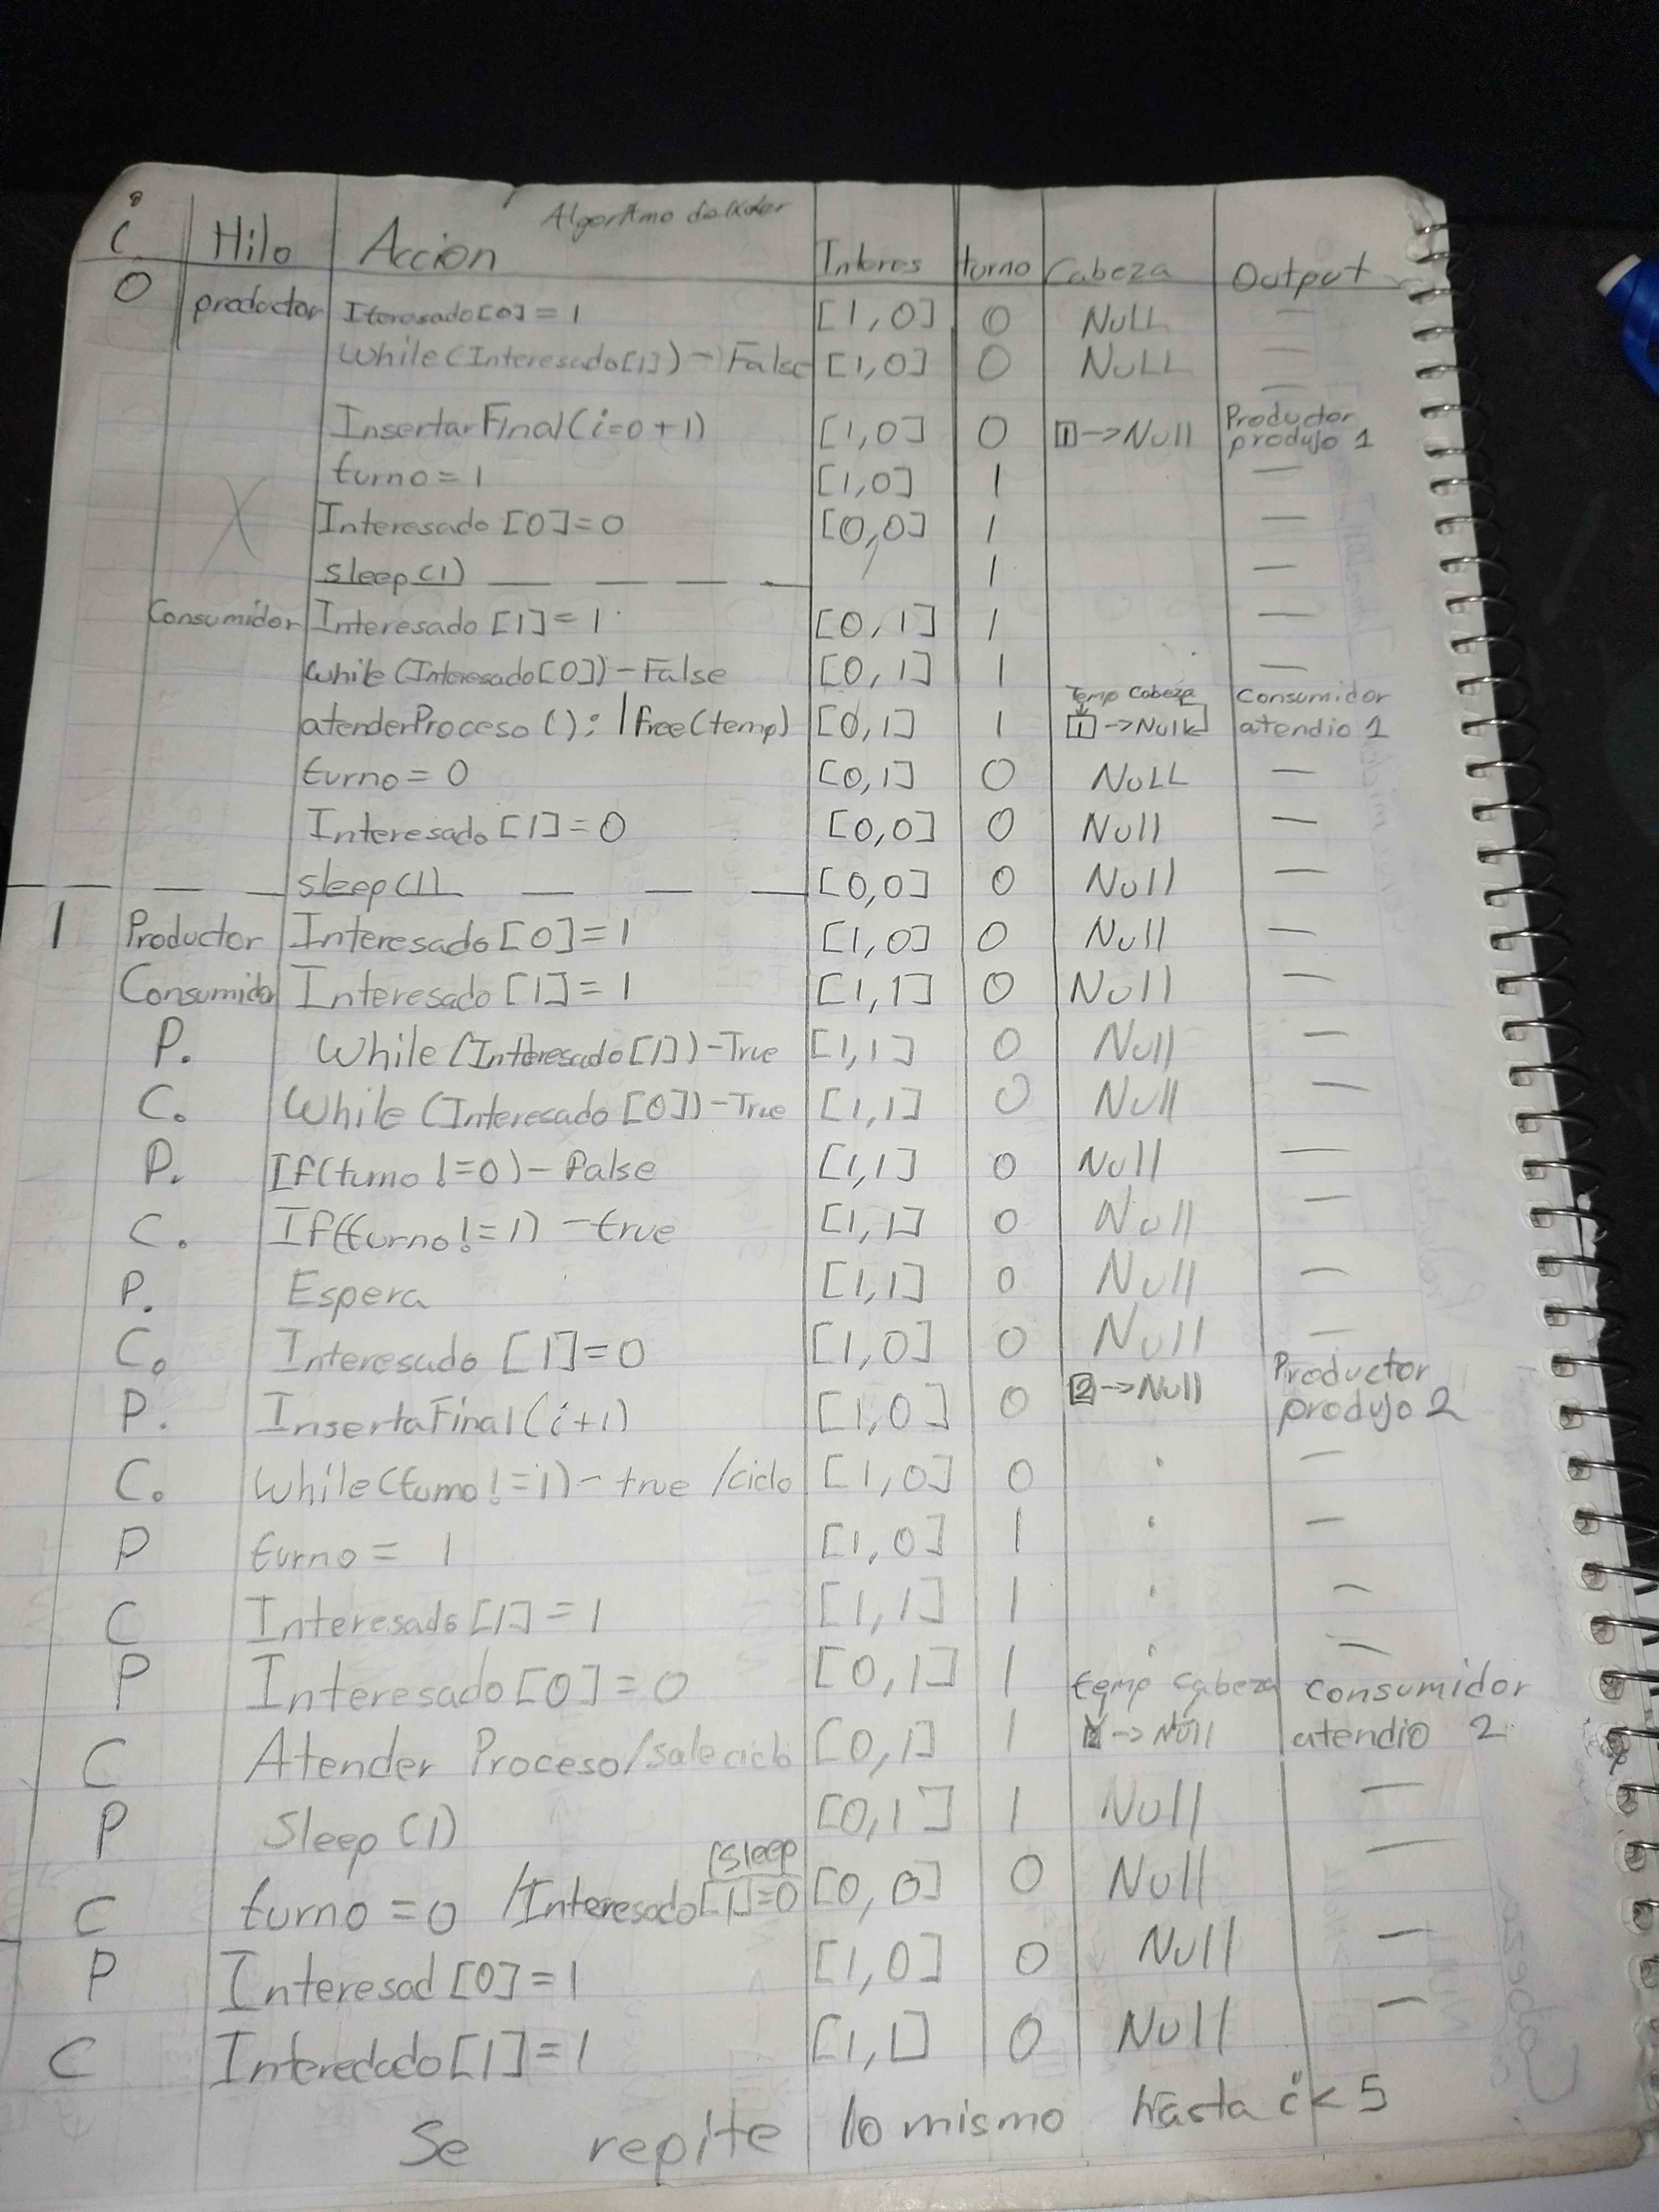 Algoritmo
i Hilo Accion Interes turno Cabeza Output
0 productor Iteresado[0]=1 [1,0] 0 Null —
While(Interesado[1])-False [1,0] 0 NuLL —
InsertarFinal(i=0+1) [1,0] 0 1->Null Productor produjo 1
turno=1 [1,0] 1 —
Interesado[0]=0 [0,0] 1 —
sleep(1) 1 —
Consumidor Interesado[1]=1 [0,1] 1 —
while(Interesado[0])-False [0,1] 1 —
atenderProceso();/free(temp) [0,1] 1 Temp Cabeza 1->Null Consumidor atendio 1
turno=0 [0,1] 0 NuLL —
Interesado[1]=0 [0,0] 0 Null —
sleep(1) [0,0] 0 Null —
1 Productor Interesado[0]=1 [1,0] 0 Null —
Consumido Interesado[1]=1 [1,1] 0 Null —
P. While(Interesado[1])-True [1,1] 0 Null —
C. While(Interesado[0])-True [1,1] 0 Null —
P. If(turno!=0)-False [1,1] 0 Null —
C. If(turno!=1)-true [1,1] 0 Null —
P. Espera [1,1] 0 Null —
C. Interesado[1]=0 [1,0] 0 Null —
P. InsertaFinal(i+1) [1,0] 0 2->Null Productor produjo 2
C. While(turno!=1)-true/ciclo [1,0] 0 —
P turno=1 [1,0] 1 —
C Interesado[1]=1 [1,1] 1 —
P Interesado[0]=0 [0,1] 1 —
C Atender Proceso/sale ciclo [0,1] 1 temp Cabeza 2->Null Consumidor atendio 2
P Sleep(1) [0,1] 1 Null —
C turno=0 /Interesado[1]=0 /Sleep [0,0] 0 Null —
P Interesad[0]=1 [1,0] 0 Null —
C Interedado[1]=1 [1,1] 0 Null —
Se repite lo mismo hasta i<5